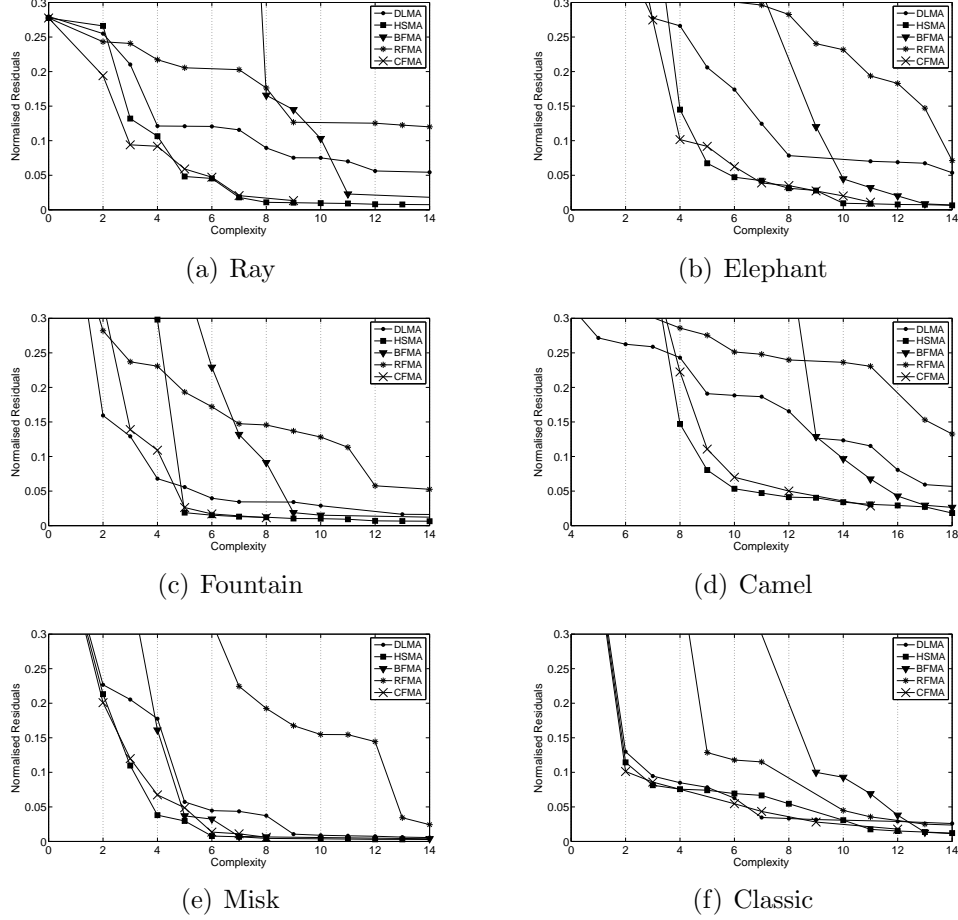 0.3
0.25
0.2
0.15
0.1
0.05
0
Normalised Residuals
0 2 4 6 8 10 12 14
Complexity
DLMA
HSMA
BFMA
RFMA
CFMA
(a) Ray
0.3
0.25
0.2
0.15
0.1
0.05
0
Normalised Residuals
0 2 4 6 8 10 12 14
Complexity
DLMA
HSMA
BFMA
RFMA
CFMA
(b) Elephant
0.3
0.25
0.2
0.15
0.1
0.05
0
Normalised Residuals
0 2 4 6 8 10 12 14
Complexity
DLMA
HSMA
BFMA
RFMA
CFMA
(c) Fountain
0.3
0.25
0.2
0.15
0.1
0.05
0
Normalised Residuals
4 6 8 10 12 14 16 18
Complexity
DLMA
HSMA
BFMA
RFMA
CFMA
(d) Camel
0.3
0.25
0.2
0.15
0.1
0.05
0
Normalised Residuals
0 2 4 6 8 10 12 14
Complexity
DLMA
HSMA
BFMA
RFMA
CFMA
(e) Misk
0.3
0.25
0.2
0.15
0.1
0.05
0
Normalised Residuals
0 2 4 6 8 10 12 14
Complexity
DLMA
HSMA
BFMA
RFMA
CFMA
(f) Classic